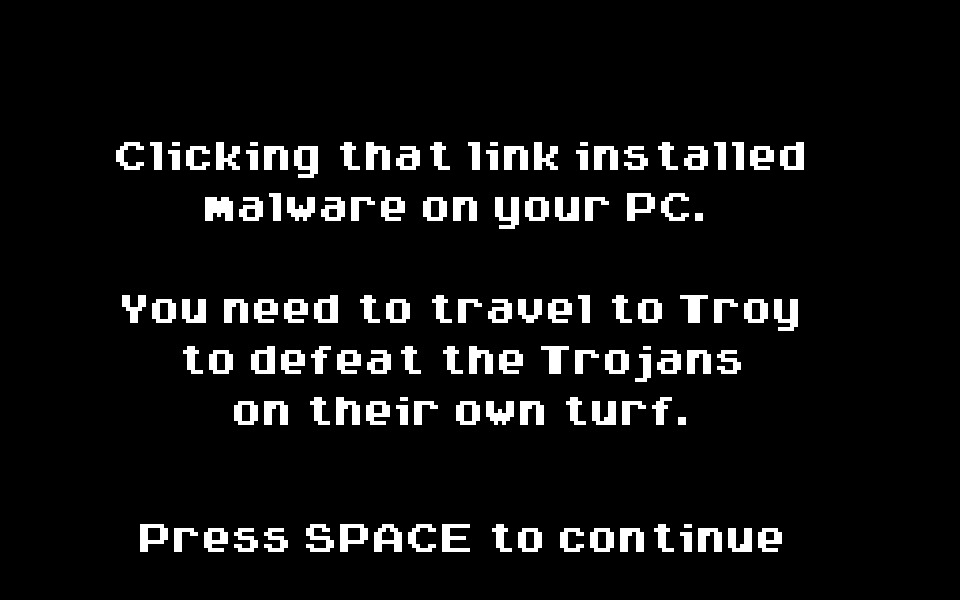 Clicking that link installed
malware on your PC.
You need to travel to Troy
to defeat the Trojans
on their own turf.
Press SPACE to continue